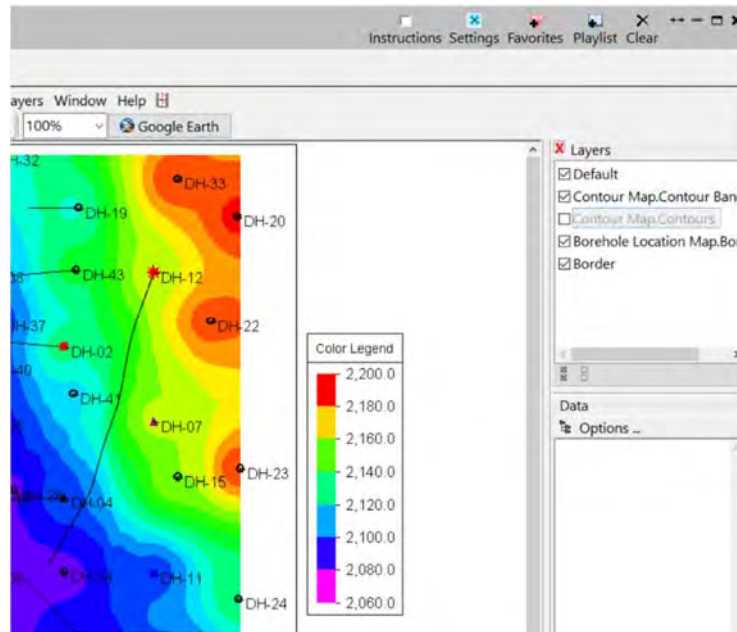 Instructions Settings Favorites Playlist Clear
ayers Window Help
100% Google Earth
Layers
Default
Contour Map.Contour Ban
Contour Map.Contours
Borehole Location Map.Bo
Border
DH-32
DH-33
DH-19
DH-20
DH-43
DH-12
DH-37
DH-22
DH-02
Color Legend
2,200.0
2,180.0
2,160.0
2,140.0
2,120.0
2,100.0
2,080.0
2,060.0
-40
DH-41
DH-07
Data
Options ...
DH-23
DH-15
DH-04
DH-11
DH-24